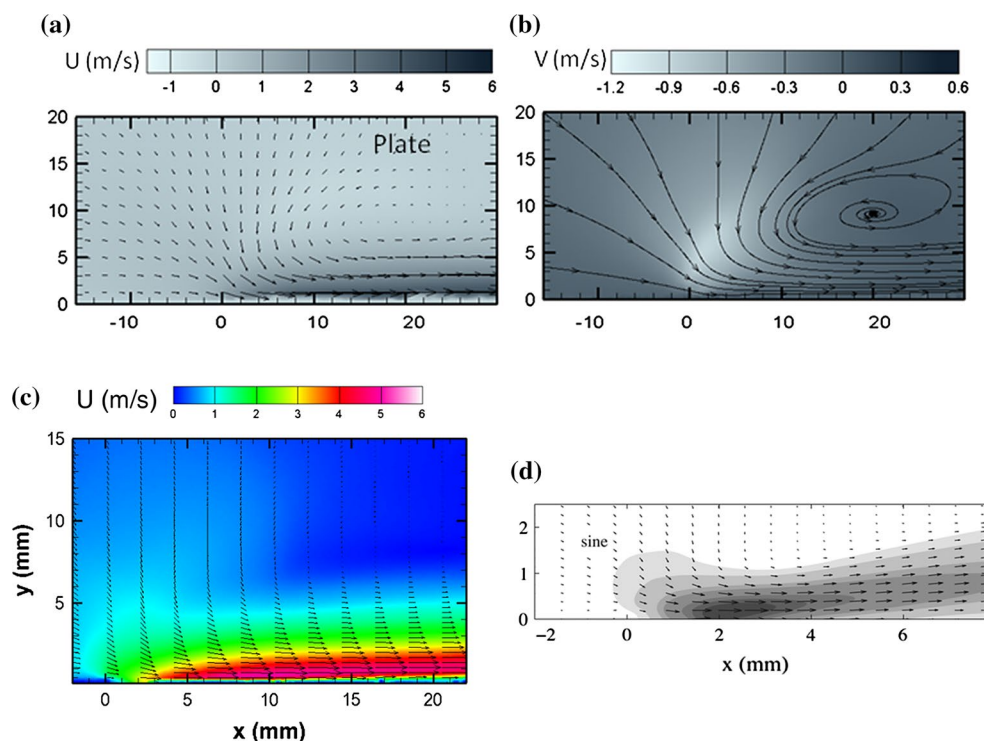 (a)
U (m/s)
-1 0 1 2 3 4 5 6
20
15
10
5
0
Plate
-10 0 10 20
(b)
V (m/s)
-1.2 -0.9 -0.6 -0.3 0 0.3 0.6
20
15
10
5
0
-10 0 10 20
(c)
U (m/s)
0 1 2 3 4 5 6
15
10
5
y (mm)
0 5 10 15 20
x (mm)
(d)
2
1
0
sine
−2 0 2 4 6
x (mm)